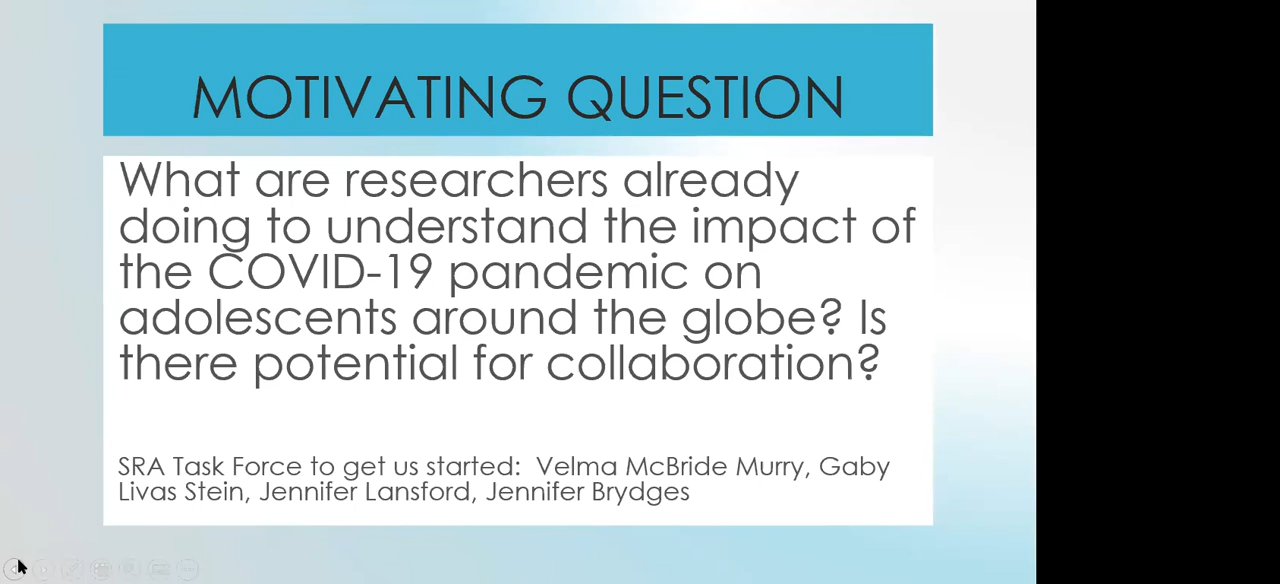 MOTIVATING QUESTION
What are researchers already
doing to understand the impact of
the COVID-19 pandemic on
adolescents around the globe? Is
there potential for collaboration?
SRA Task Force to get us started:  Velma McBride Murry, Gaby
Livas Stein, Jennifer Lansford, Jennifer Brydges